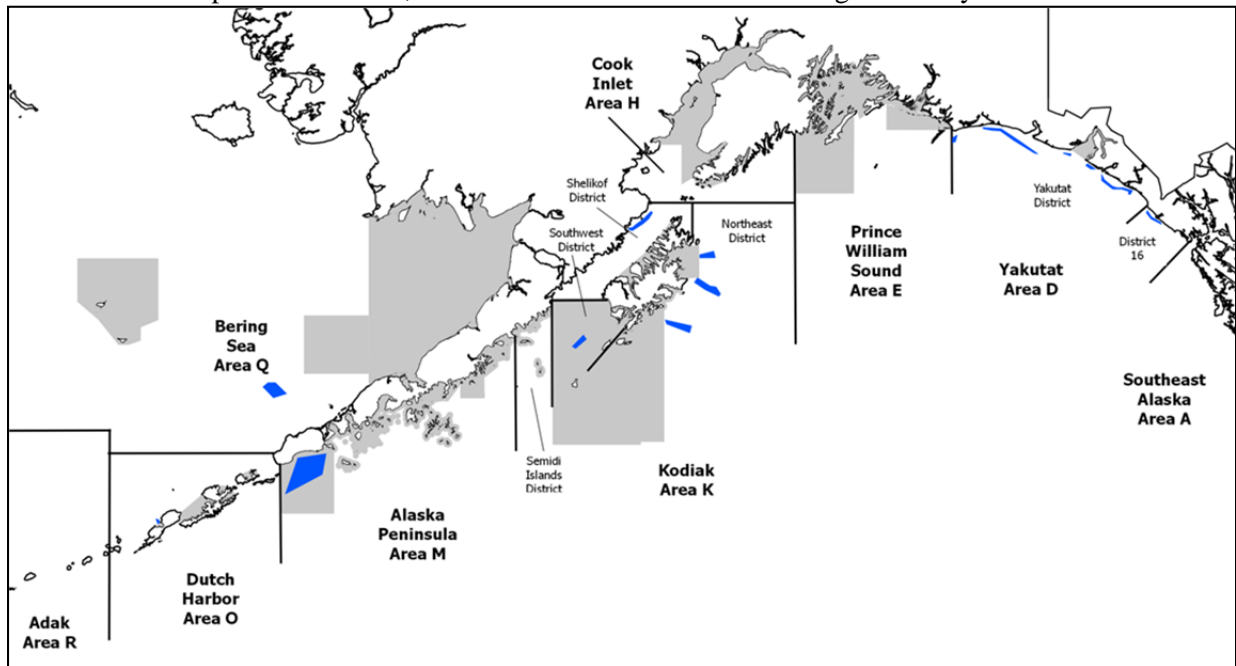 Cook
Inlet
Area H
Shelikof
District
Southwest
District
Northeast
District
Yakutat
District
District
16
Prince
William
Sound
Area E
Yakutat
Area D
Bering
Sea
Area Q
Southeast
Alaska
Area A
Semidi
Islands
District
Kodiak
Area K
Alaska
Peninsula
Area M
Dutch
Harbor
Area O
Adak
Area R